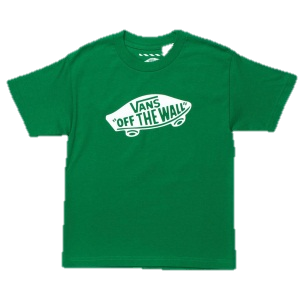 VANS
"OFF THE WALL"